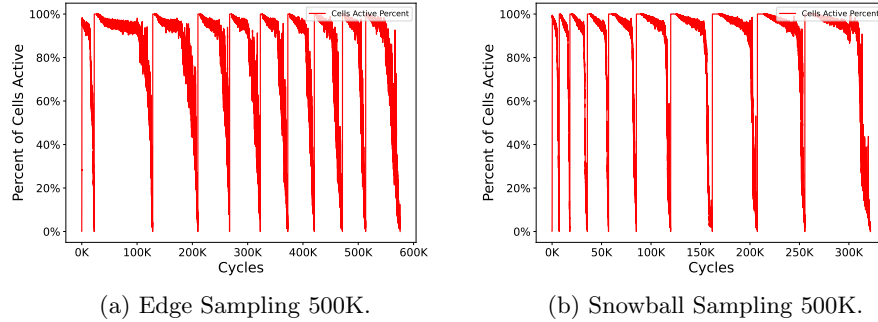 Cells Active Percent
100%
80%
60%
40%
20%
0%
Percent of Cells Active
0K 100K 200K 300K 400K 500K 600K
Cycles
(a) Edge Sampling 500K.
Cells Active Percent
100%
80%
60%
40%
20%
0%
Percent of Cells Active
0K 50K 100K 150K 200K 250K 300K
Cycles
(b) Snowball Sampling 500K.